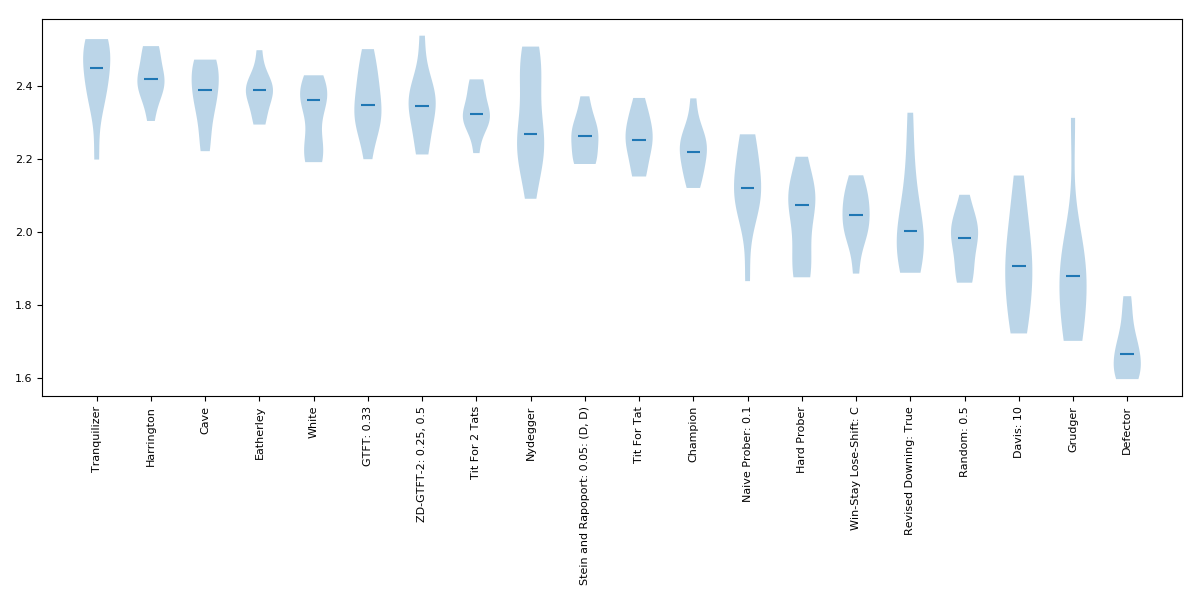 2.4
2.2
2.0
1.8
1.6
Tranquilizer
Harrington
Cave
Eatherley
White
GTFT: 0.33
ZD-GTFT-2: 0.25, 0.5
Tit For 2 Tats
Nydegger
Stein and Rapoport: 0.05: (D, D)
Tit For Tat
Champion
Naive Prober: 0.1
Hard Prober
Win-Stay Lose-Shift: C
Revised Downing: True
Random: 0.5
Davis: 10
Grudger
Defector